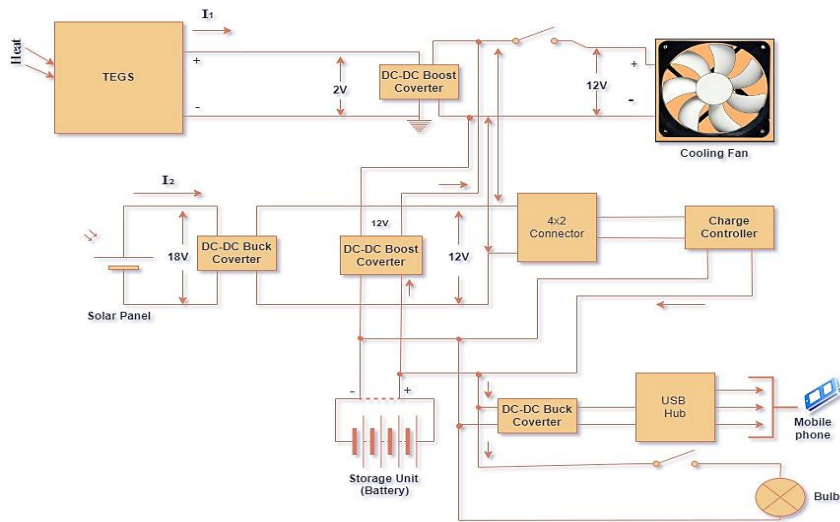 I₁
Heat
TEGS
+
-
2V
DC-DC Boost
Coverter
12V
+
-
Cooling Fan
I₂
18V
DC-DC Buck
Coverter
12V
DC-DC Boost
Coverter
12V
4x2
Connector
Charge
Controller
Solar Panel
-
+
Storage Unit
(Battery)
DC-DC Buck
Coverter
USB
Hub
Mobile
phone
Bulb